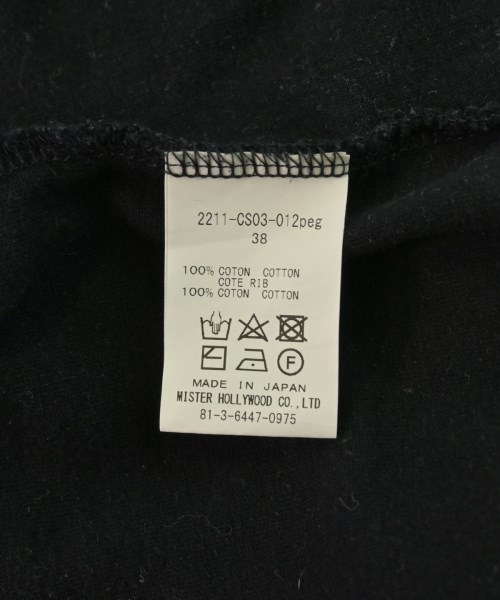 2211-CS03-012peg
38
100% COTON COTTON
COTE RIB
100% COTON COTTON
F
MADE IN JAPAN
MISTER HOLLYWOOD CO.,LTD
81-3-6447-0975